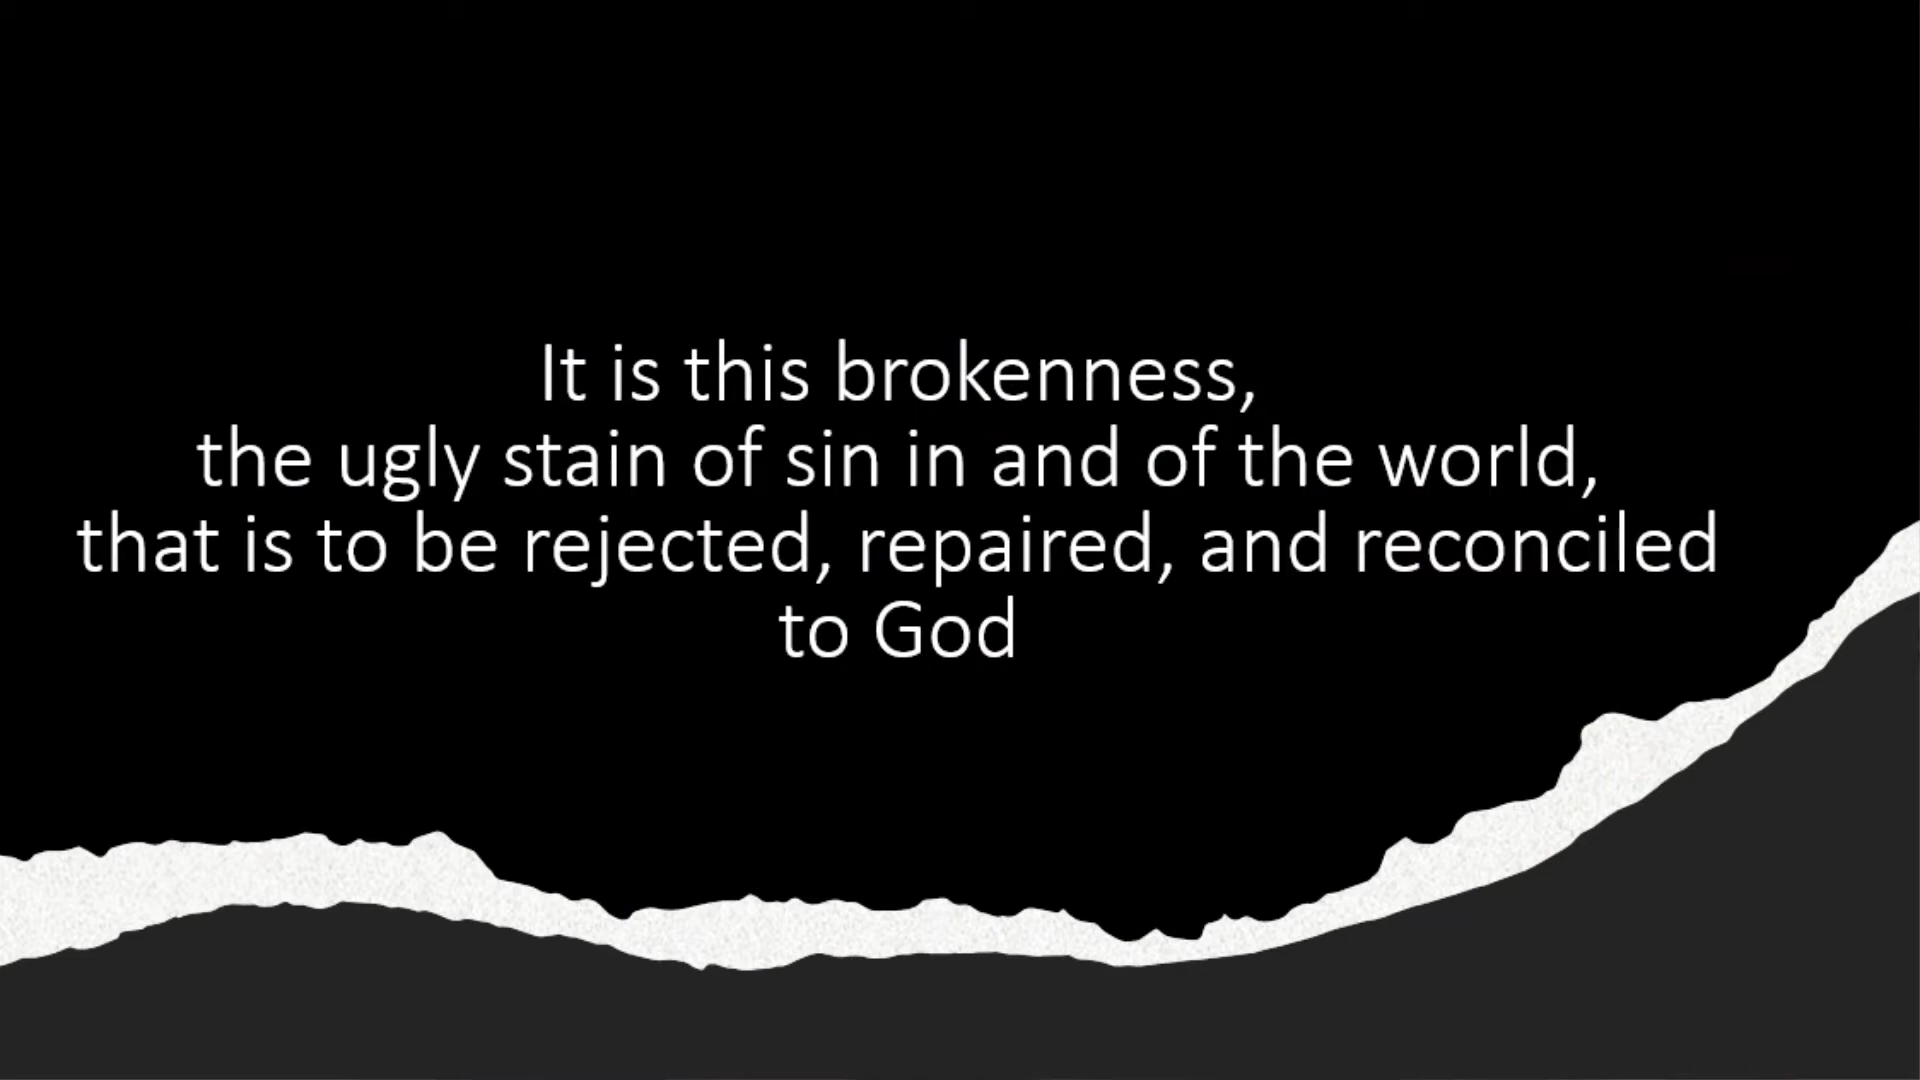 It is this brokenness,
the ugly stain of sin in and of the world,
that is to be rejected, repaired, and reconciled
to God